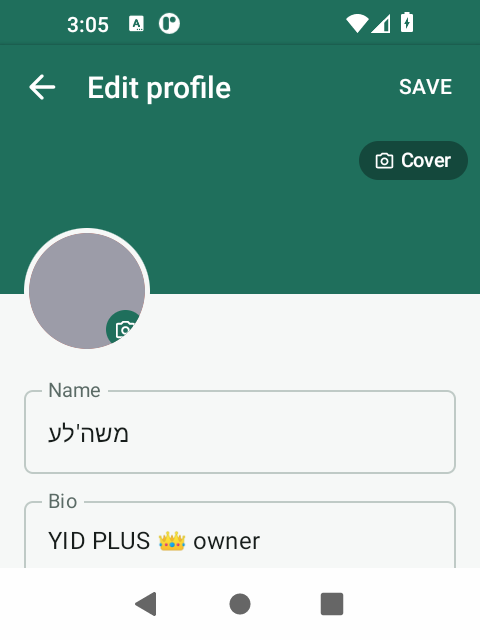 3:05
Edit profile
SAVE
Cover
Name
משה'לע
Bio
YID PLUS 👑 owner